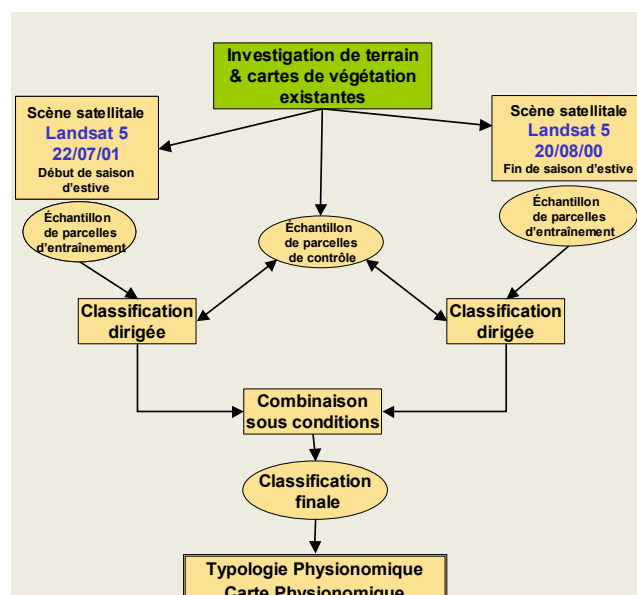 Investigation de terrain
& cartes de végétation
existantes
Scène satellitale
Landsat 5
22/07/01
Début de saison
d'estive
Scène satellitale
Landsat 5
20/08/00
Fin de saison d'estive
Échantillon
de parcelles
d'entraînement
Échantillon
de parcelles
de contrôle
Échantillon
de parcelles
d'entraînement
Classification
dirigée
Classification
dirigée
Combinaison
sous conditions
Classification
finale
Typologie Physionomique
Carte Physionomique